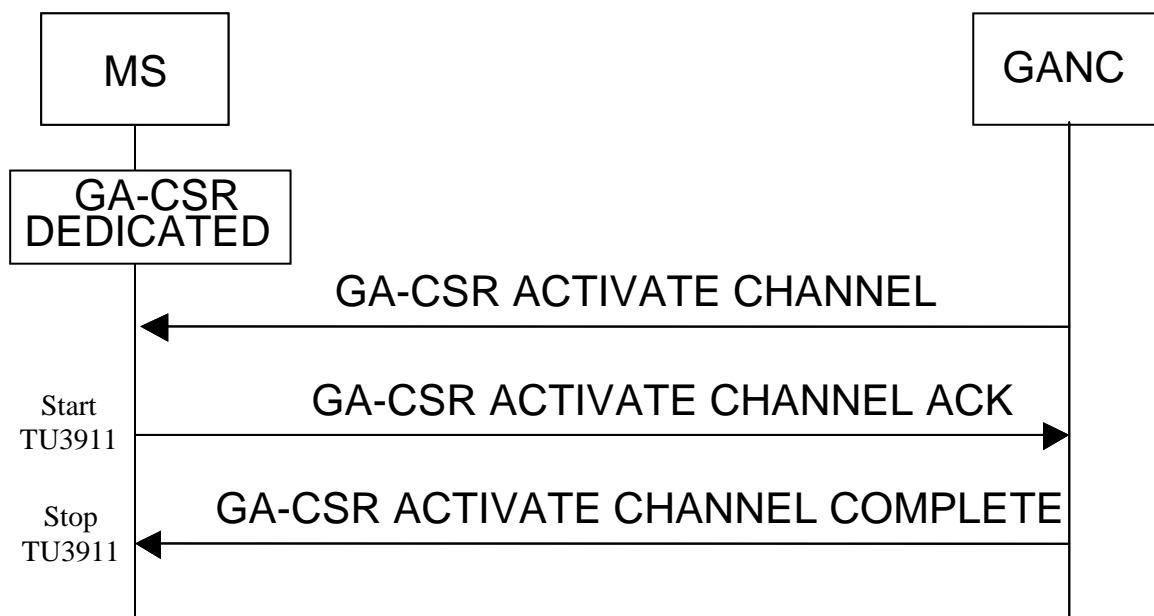 MS
GANC
GA-CSR
DEDICATED
GA-CSR ACTIVATE CHANNEL
Start
TU3911
GA-CSR ACTIVATE CHANNEL ACK
Stop
TU3911
GA-CSR ACTIVATE CHANNEL COMPLETE